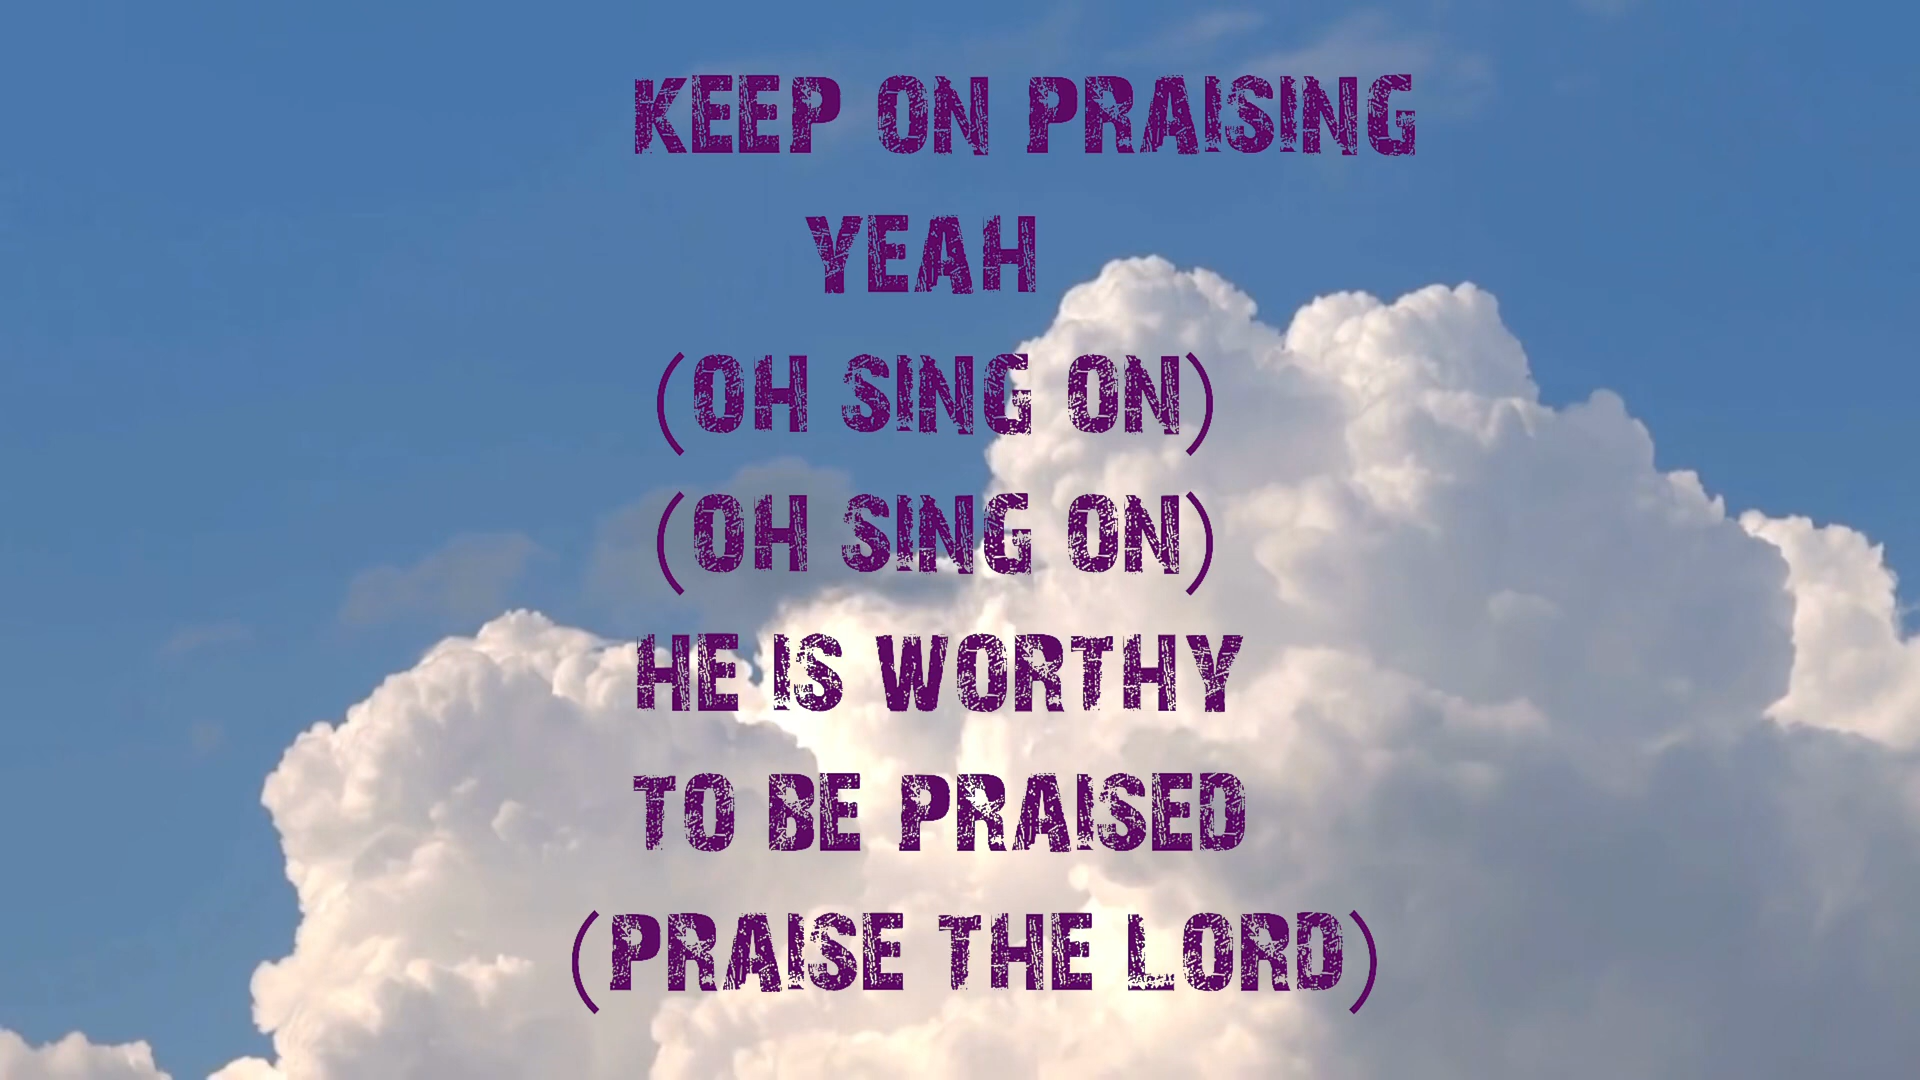 KEEP ON PRAISING
YEAH
(OH SING ON)
(OH SING ON)
HE IS WORTHY
TO BE PRAISED
(PRAISE THE LORD)